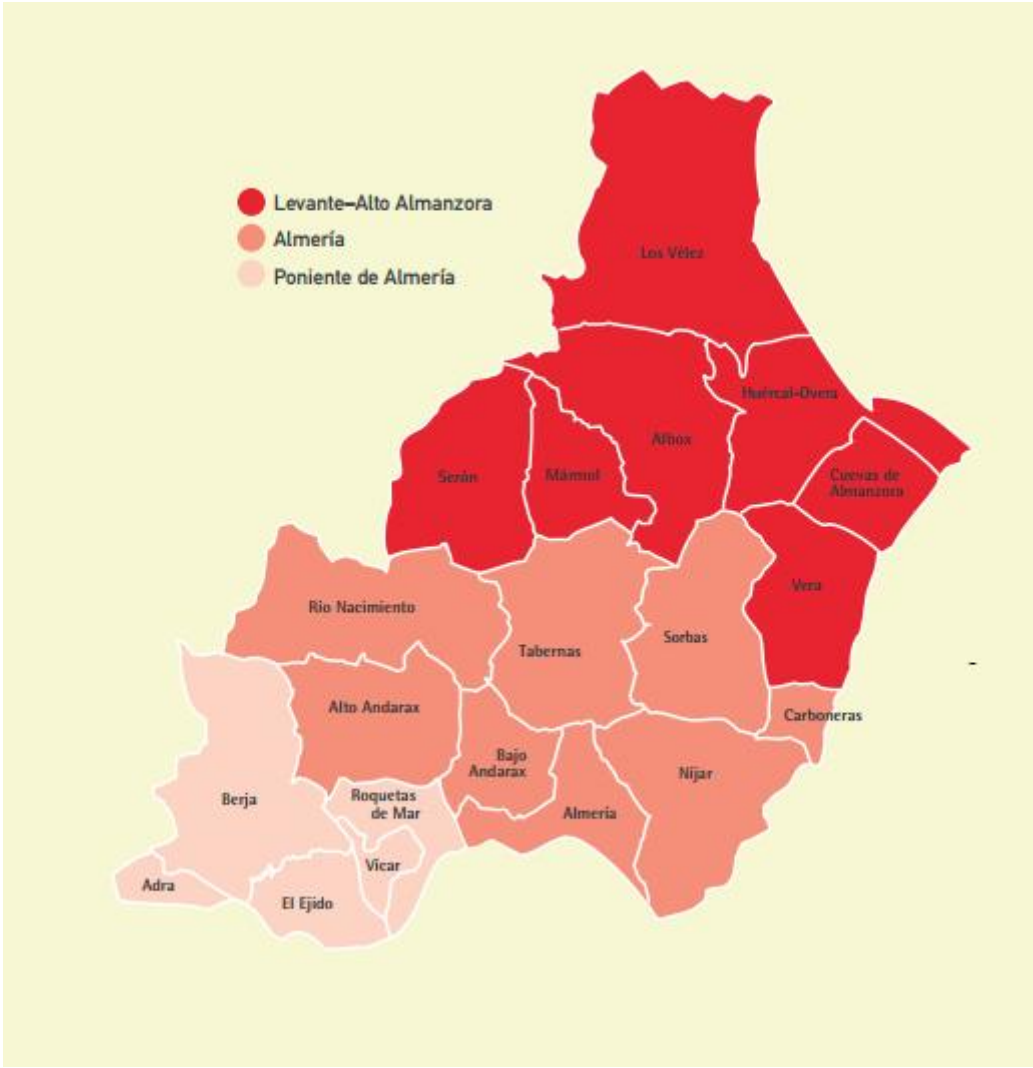 Levante–Alto Almanzora
Almería
Poniente de Almería
Los Vélez
Huércal-Overa
Albox
Serón
Mármol
Cuevas de
Almanzora
Vera
Río Nacimiento
Tabernas
Sorbas
Alto Andarax
Carboneras
Bajo
Andarax
Níjar
Berja
Roquetas
de Mar
Almería
Vícar
Adra
El Ejido
-